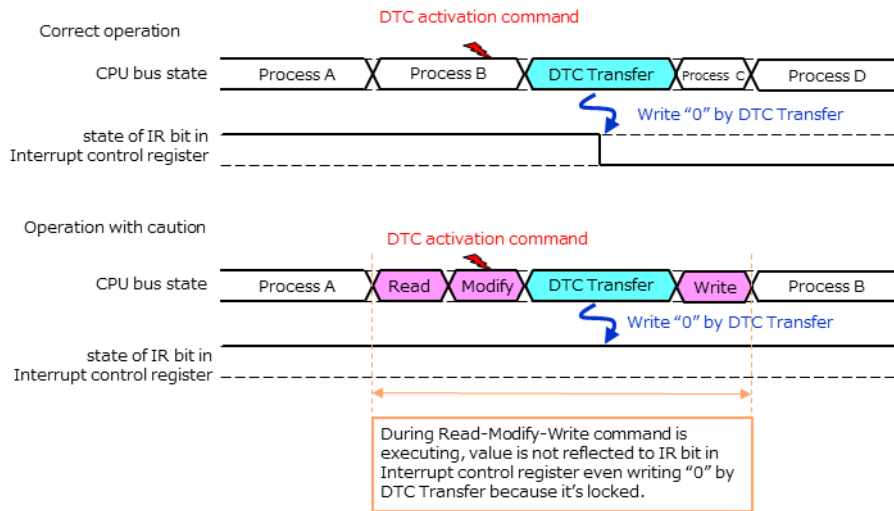 DTC activation command
Correct operation
CPU bus state
Process A
Process B
DTC Transfer
Process C
Process D
Write “0” by DTC Transfer
state of IR bit in
Interrupt control register
Operation with caution
DTC activation command
CPU bus state
Process A
Read
Modify
DTC Transfer
Write
Process B
Write “0” by DTC Transfer
state of IR bit in
Interrupt control register
During Read-Modify-Write command is
executing, value is not reflected to IR bit in
Interrupt control register even writing “0” by
DTC Transfer because it’s locked.